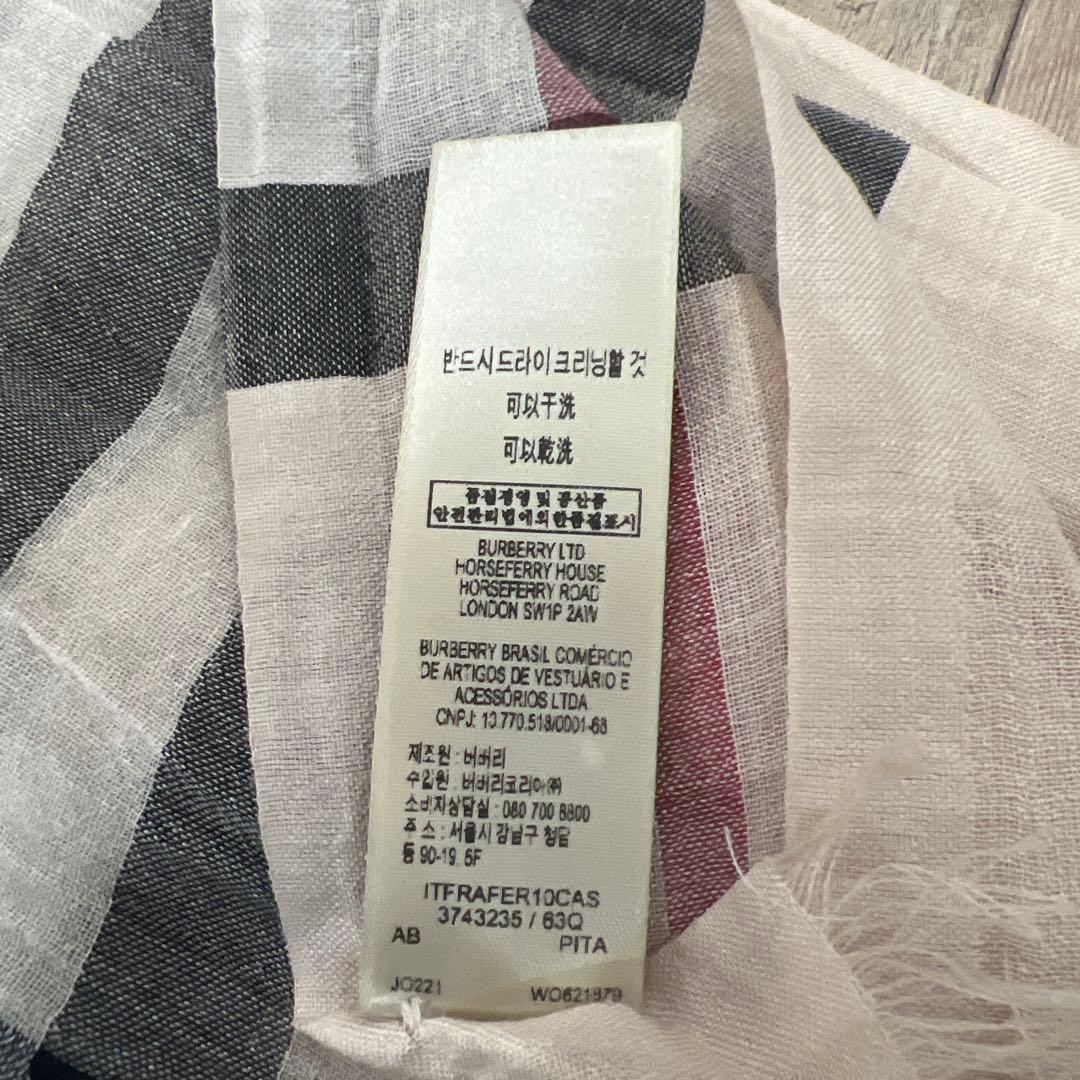 반드시드라이크리닝할 것
可以干洗
可以乾洗
품질경영 및 공산품
안전관리법에의한품질표시
BURBERRY LTD
HORSEFERRY HOUSE
HORSEFERRY ROAD
LONDON SW1P 2AW
BURBERRY BRASIL COMÉRCIO
DE ARTIGOS DE VESTUÁRIO E
ACESSÓRIOS LTDA
CNPJ: 13.770.518/0001-68
제조원 : 버버리
수입원 : 버버리코리아㈜
소비자상담실 : 080 700 8800
주 소 : 서울시 강남구 청담
동 90-19, 5F
ITFRAFER10CAS
3743235 / 63Q
AB PITA
JO221 WO621879